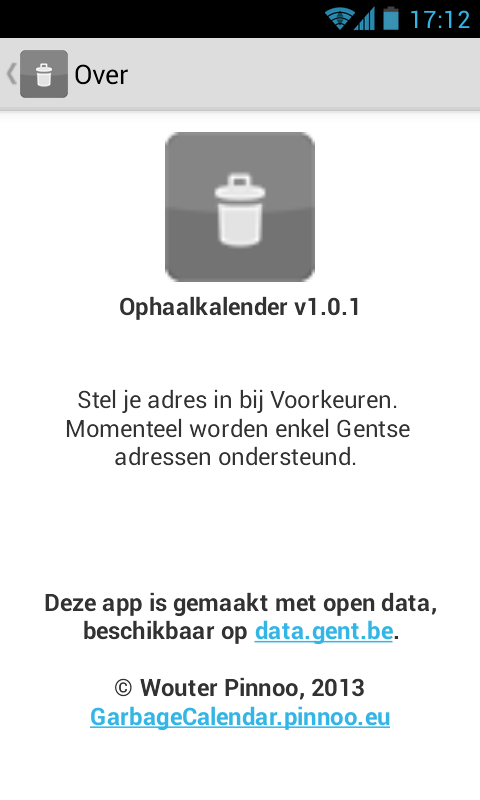 17:12
Over
Ophaalkalender v1.0.1
Stel je adres in bij Voorkeuren.
Momenteel worden enkel Gentse
adressen ondersteund.
Deze app is gemaakt met open data,
beschikbaar op data.gent.be.
© Wouter Pinnoo, 2013
GarbageCalendar.pinnoo.eu